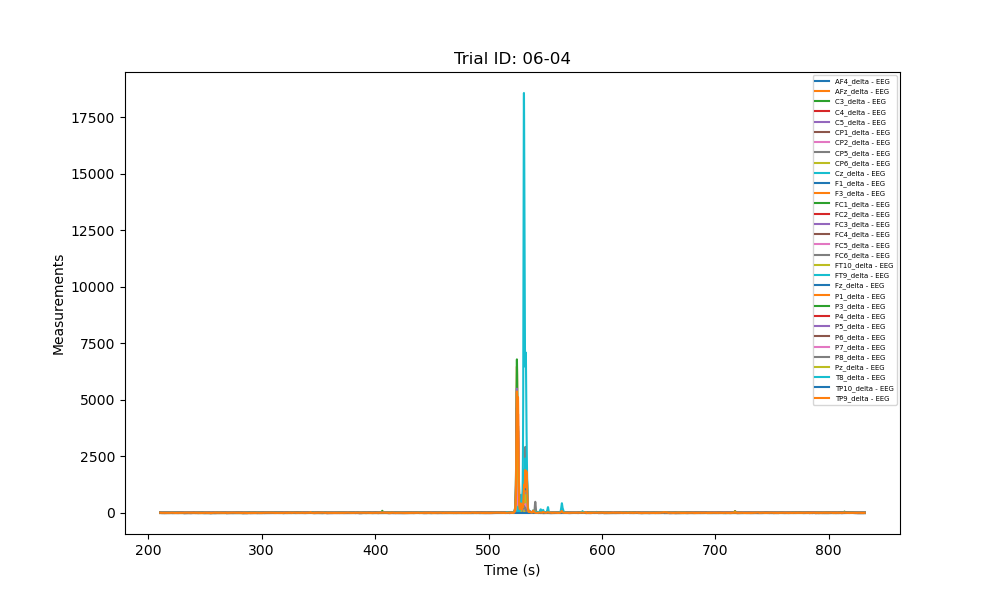 Trial ID: 06-04
AF4_delta - EEG
AFz_delta - EEG
C3_delta - EEG
C4_delta - EEG
C5_delta - EEG
CP1_delta - EEG
CP2_delta - EEG
CP5_delta - EEG
CP6_delta - EEG
Cz_delta - EEG
F1_delta - EEG
F3_delta - EEG
FC1_delta - EEG
FC2_delta - EEG
FC3_delta - EEG
FC4_delta - EEG
FC5_delta - EEG
FC6_delta - EEG
FT10_delta - EEG
FT9_delta - EEG
Fz_delta - EEG
P1_delta - EEG
P3_delta - EEG
P4_delta - EEG
P5_delta - EEG
P6_delta - EEG
P7_delta - EEG
P8_delta - EEG
Pz_delta - EEG
T8_delta - EEG
TP10_delta - EEG
TP9_delta - EEG
Measurements
17500
15000
12500
10000
7500
5000
2500
0
200 300 400 500 600 700 800
Time (s)